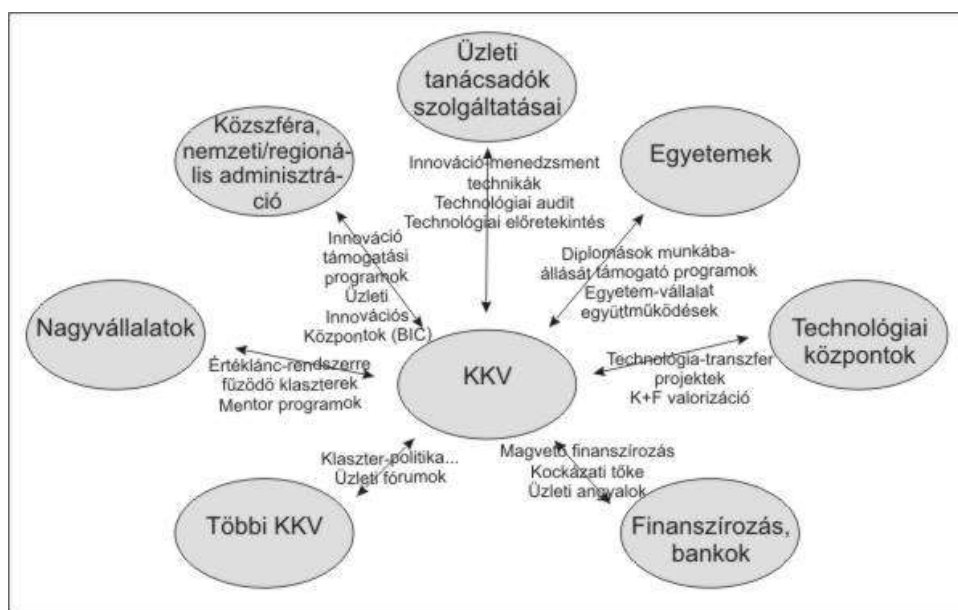 Üzleti
tanácsadók
szolgáltatásai
Közszféra,
nemzeti/regioná-
lis adminisztrá-
ció
Egyetemek
Innováció-menedzsment
technikák
Technológiai audit
Technológiai előretekintés
Innováció
támogatási
programok
Üzleti
Innovációs
Központok (BIC)
Diplomások munkába-
állását támogató programok
Egyetem-vállalat
együttműködések
Nagyvállalatok
Technológiai
központok
Értéklánc-rendszerre
fűződő klaszterek
Mentor programok
KKV
Technológia-transzfer
projektek
K+F valorizáció
Klaszter-politika...
Üzleti fórumok
Magvető finanszírozás
Kockázati tőke
Üzleti angyalok
Többi KKV
Finanszírozás,
bankok